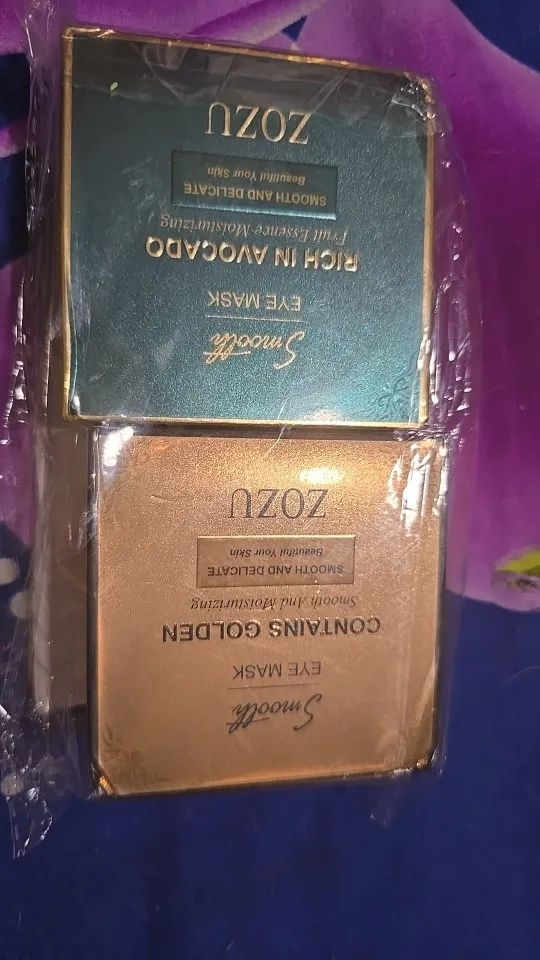 Smooth
EYE MASK
RICH IN AVOCADO
Fruit Essence Moisturizing
SMOOTH AND DELICATE
Beautiful Your Skin
ZOZU
Smooth
EYE MASK
CONTAINS GOLDEN
Smooth And Moisturizing
SMOOTH AND DELICATE
Beautiful Your Skin
ZOZU